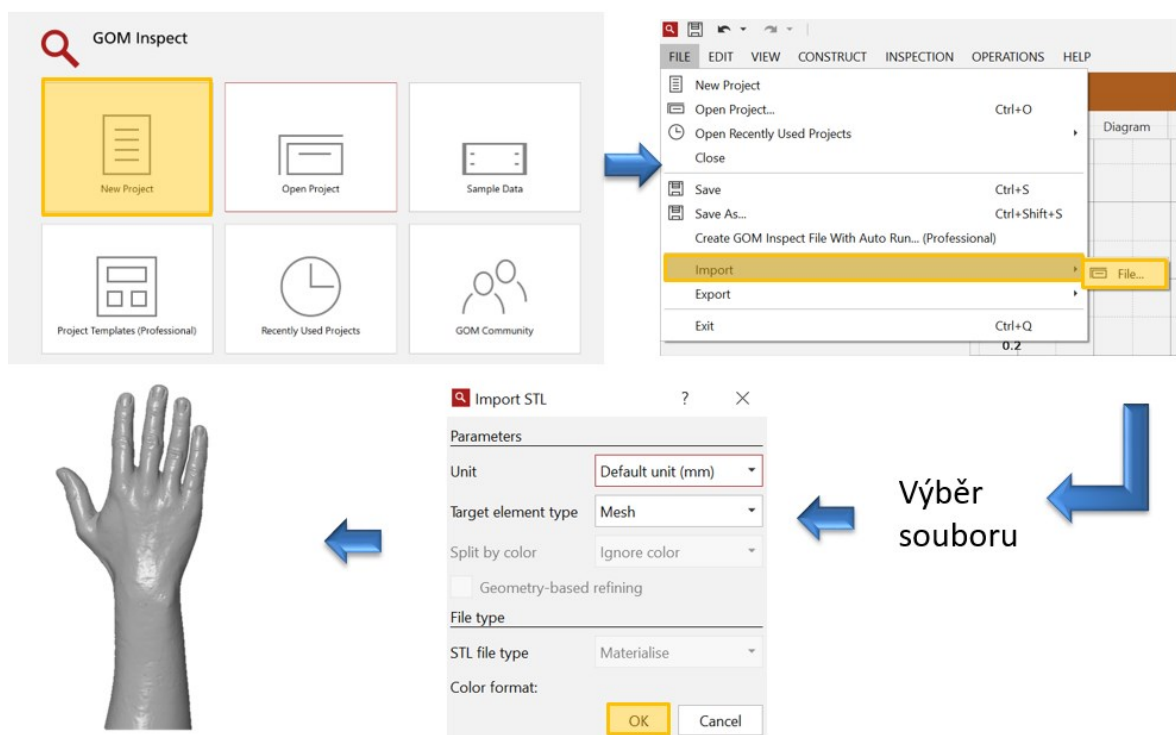 GOM Inspect
New Project
Open Project
Sample Data
Project Templates (Professional)
Recently Used Projects
GOM Community
FILE EDIT VIEW CONSTRUCT INSPECTION OPERATIONS HELP
New Project
Open Project... Ctrl+O
Open Recently Used Projects
Close
Save Ctrl+S
Save As... Ctrl+Shift+S
Create GOM Inspect File With Auto Run... (Professional)
Import
File...
Export
Exit Ctrl+Q
Diagram
0.2
Výběr
souboru
Import STL ? ×
Parameters
Unit Default unit (mm)
Target element type Mesh
Split by color Ignore color
Geometry-based refining
File type
STL file type Materialise
Color format:
OK Cancel